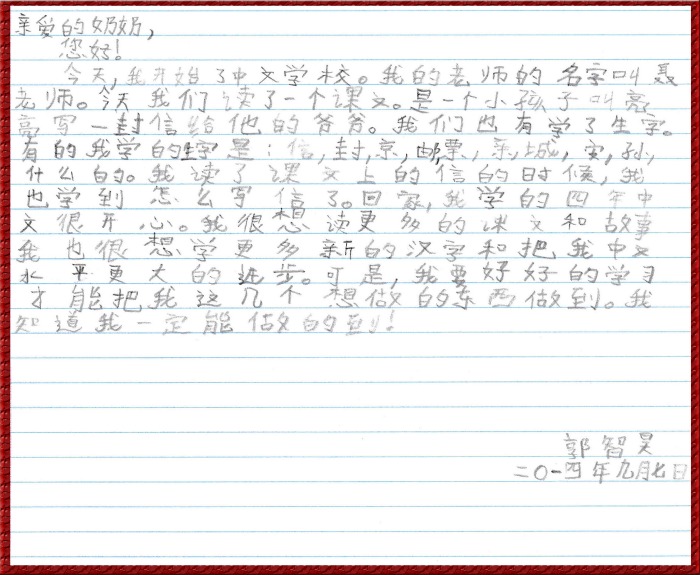 亲爱的奶奶,
您好!
今天,我开始了中文学校。我的老师的名字叫聂
老师。今天我们读了一个课文。是一个小孩子叫亮
亮写一封信给他的爷爷。我们也有学了生字。
有的我学的生字是:信,封,京,邮票,亲,城,安,孙,
什么的。我读了课文上的信的时候,我
也学到怎么写信了。回家,我学的四年中
文很开心。我很想读更多的课文和故事
我也很想学更多新的汉字和把我中文
水平更大的进步。可是,我要好好的学习
才能把我这几个想做的东西做到。我
知道我一定能做的到!
郭智昊
二〇一四年九月七日